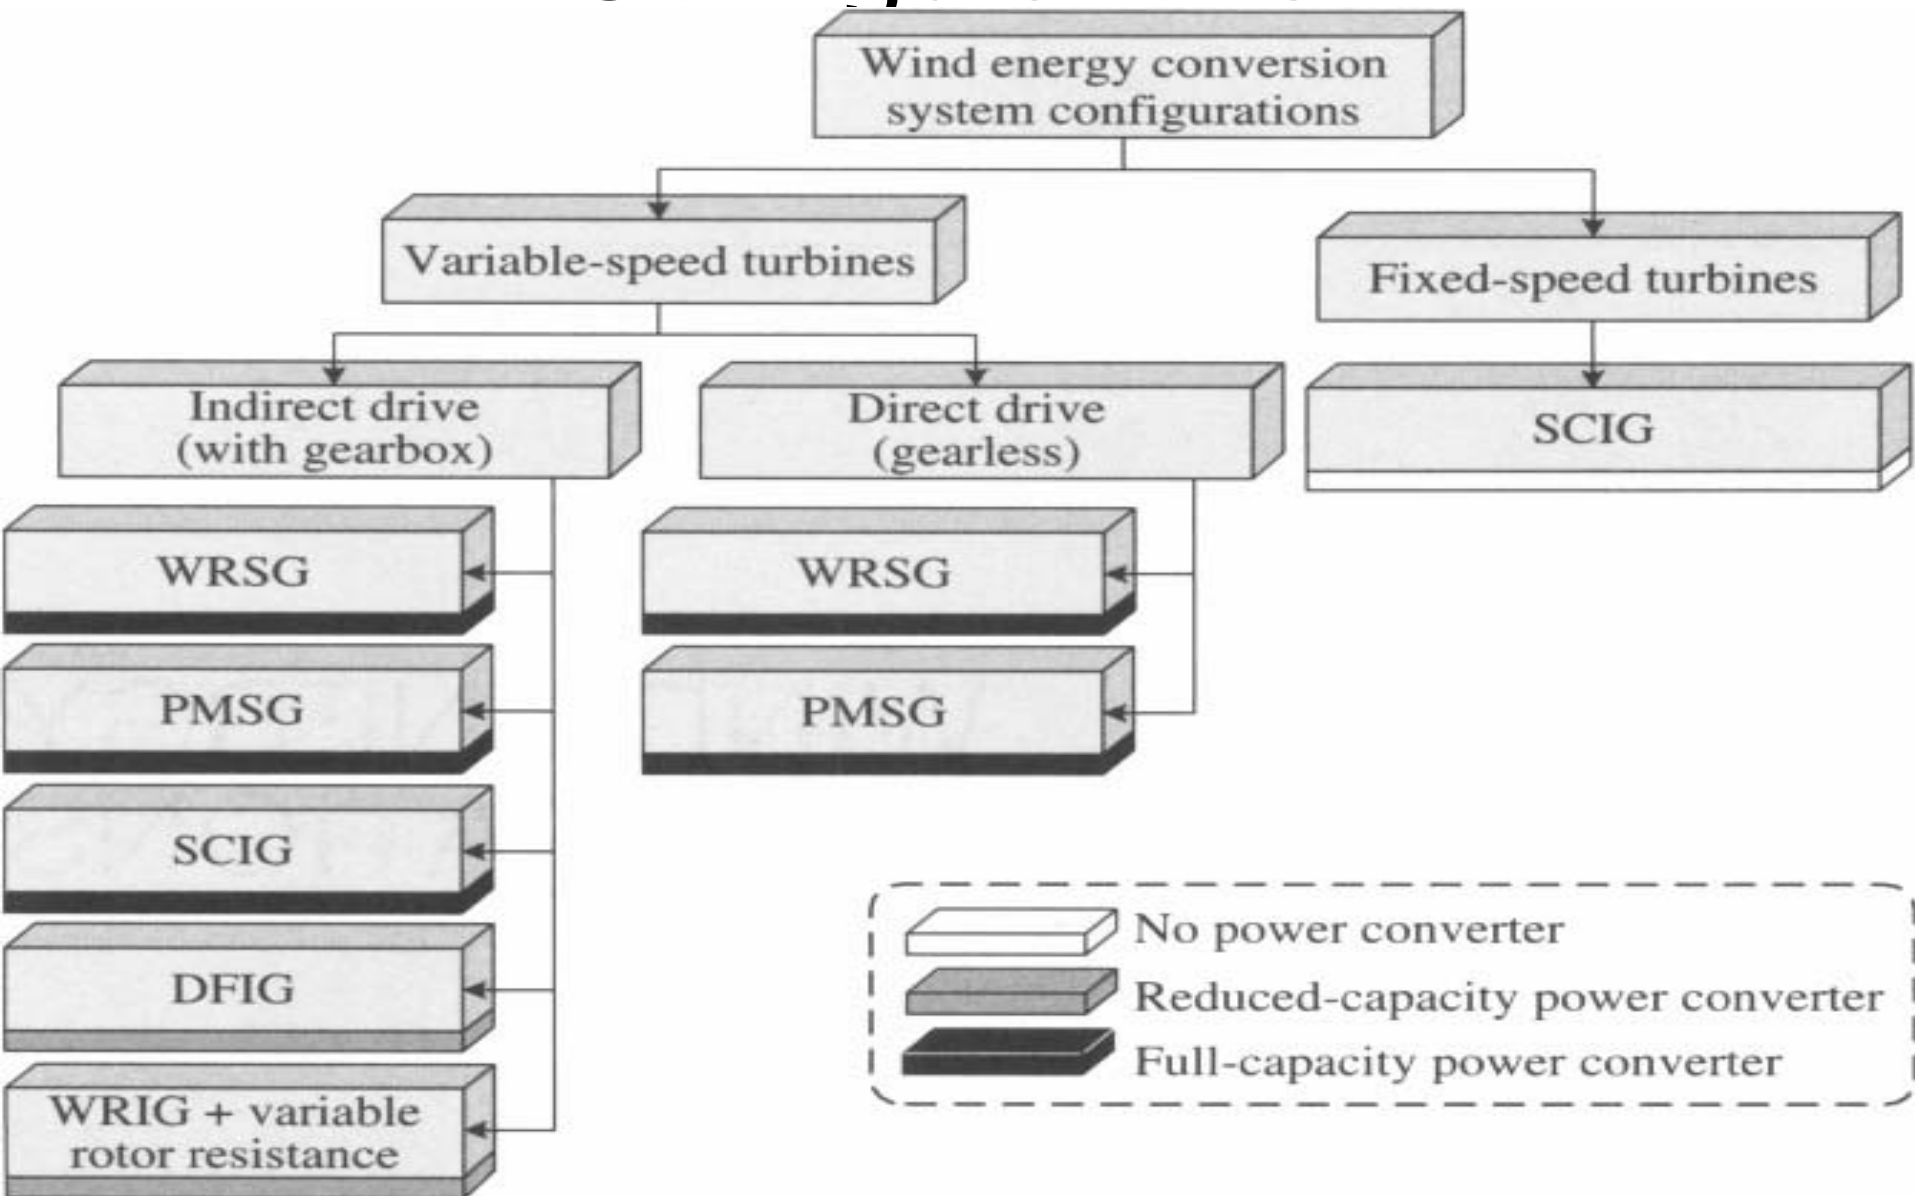 Wind energy conversion
system configurations
Variable-speed turbines
Fixed-speed turbines
Indirect drive
(with gearbox)
Direct drive
(gearless)
SCIG
WRSG
WRSG
PMSG
PMSG
SCIG
DFIG
WRIG + variable
rotor resistance
No power converter
Reduced-capacity power converter
Full-capacity power converter